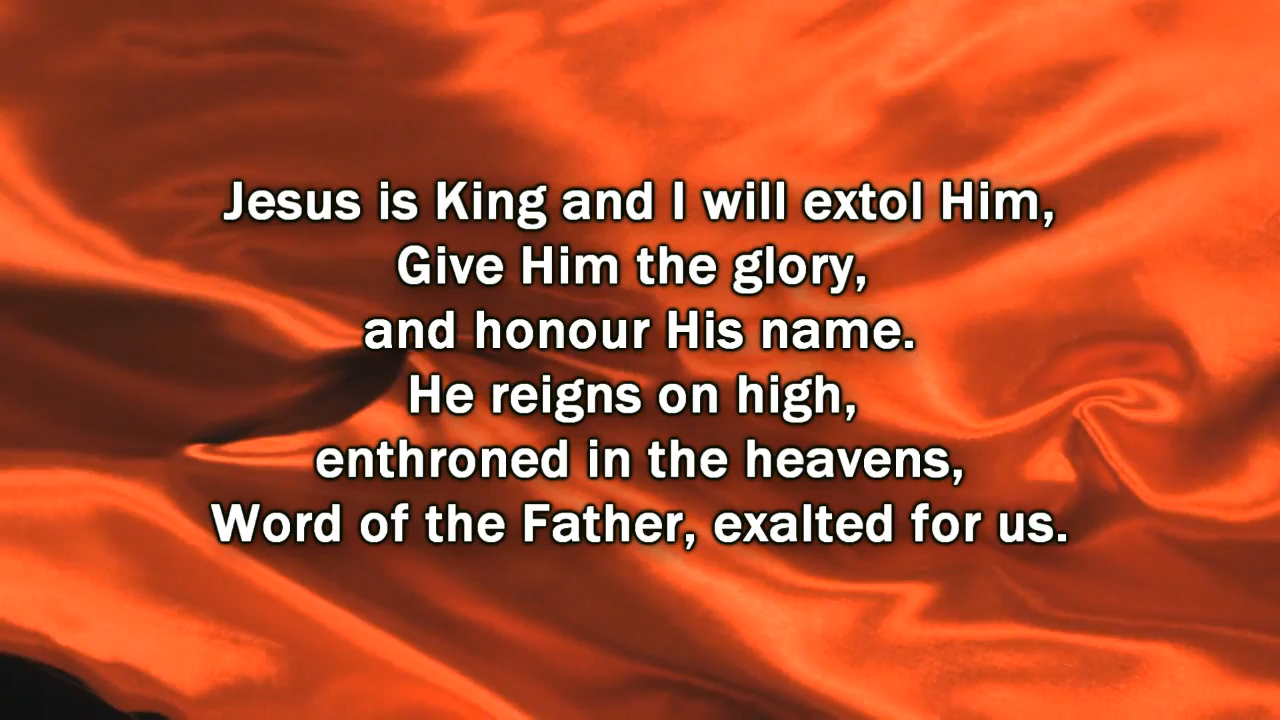 Jesus is King and I will extol Him,
Give Him the glory,
and honour His name.
He reigns on high,
enthroned in the heavens,
Word of the Father, exalted for us.